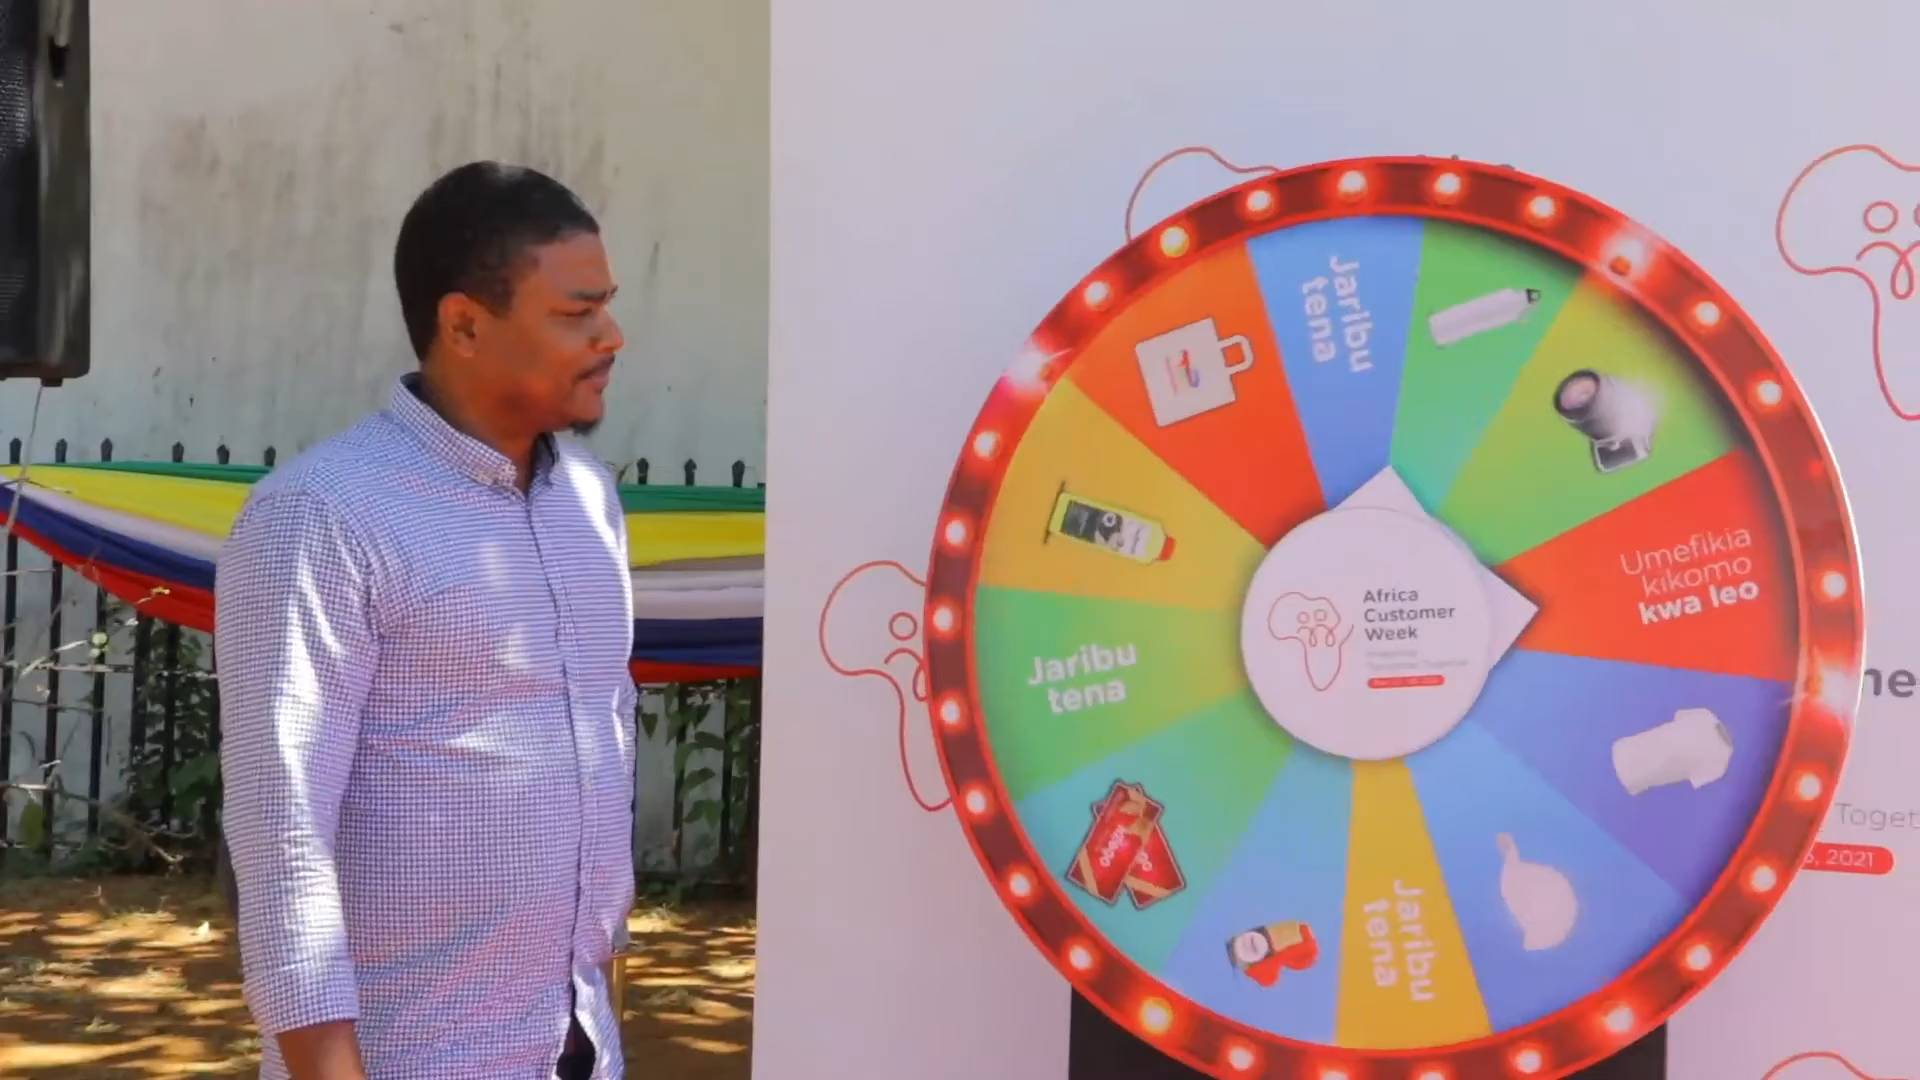 Jaribu
tena
Umefikia
kikomo
kwa leo
Africa
Customer
Week
Jaribu
tena
Jaribu
tena
Toget
, 2021